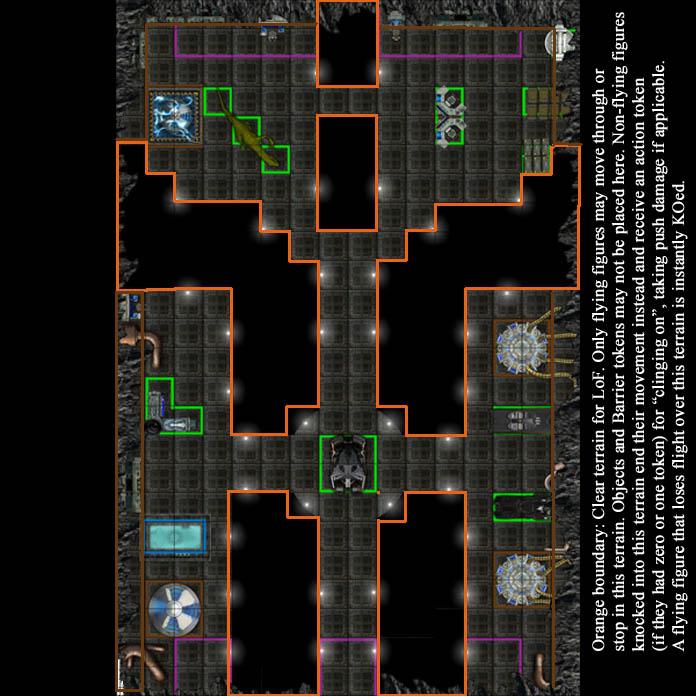 Orange boundary: Clear terrain for LoF. Only flying figures may move through or
stop in this terrain. Objects and Barrier tokens may not be placed here. Non-flying figures
knocked into this terrain end their movement instead and receive an action token
(if they had zero or one token) for “clinging on”, taking push damage if applicable.
A flying figure that loses flight over this terrain is instantly KOed.